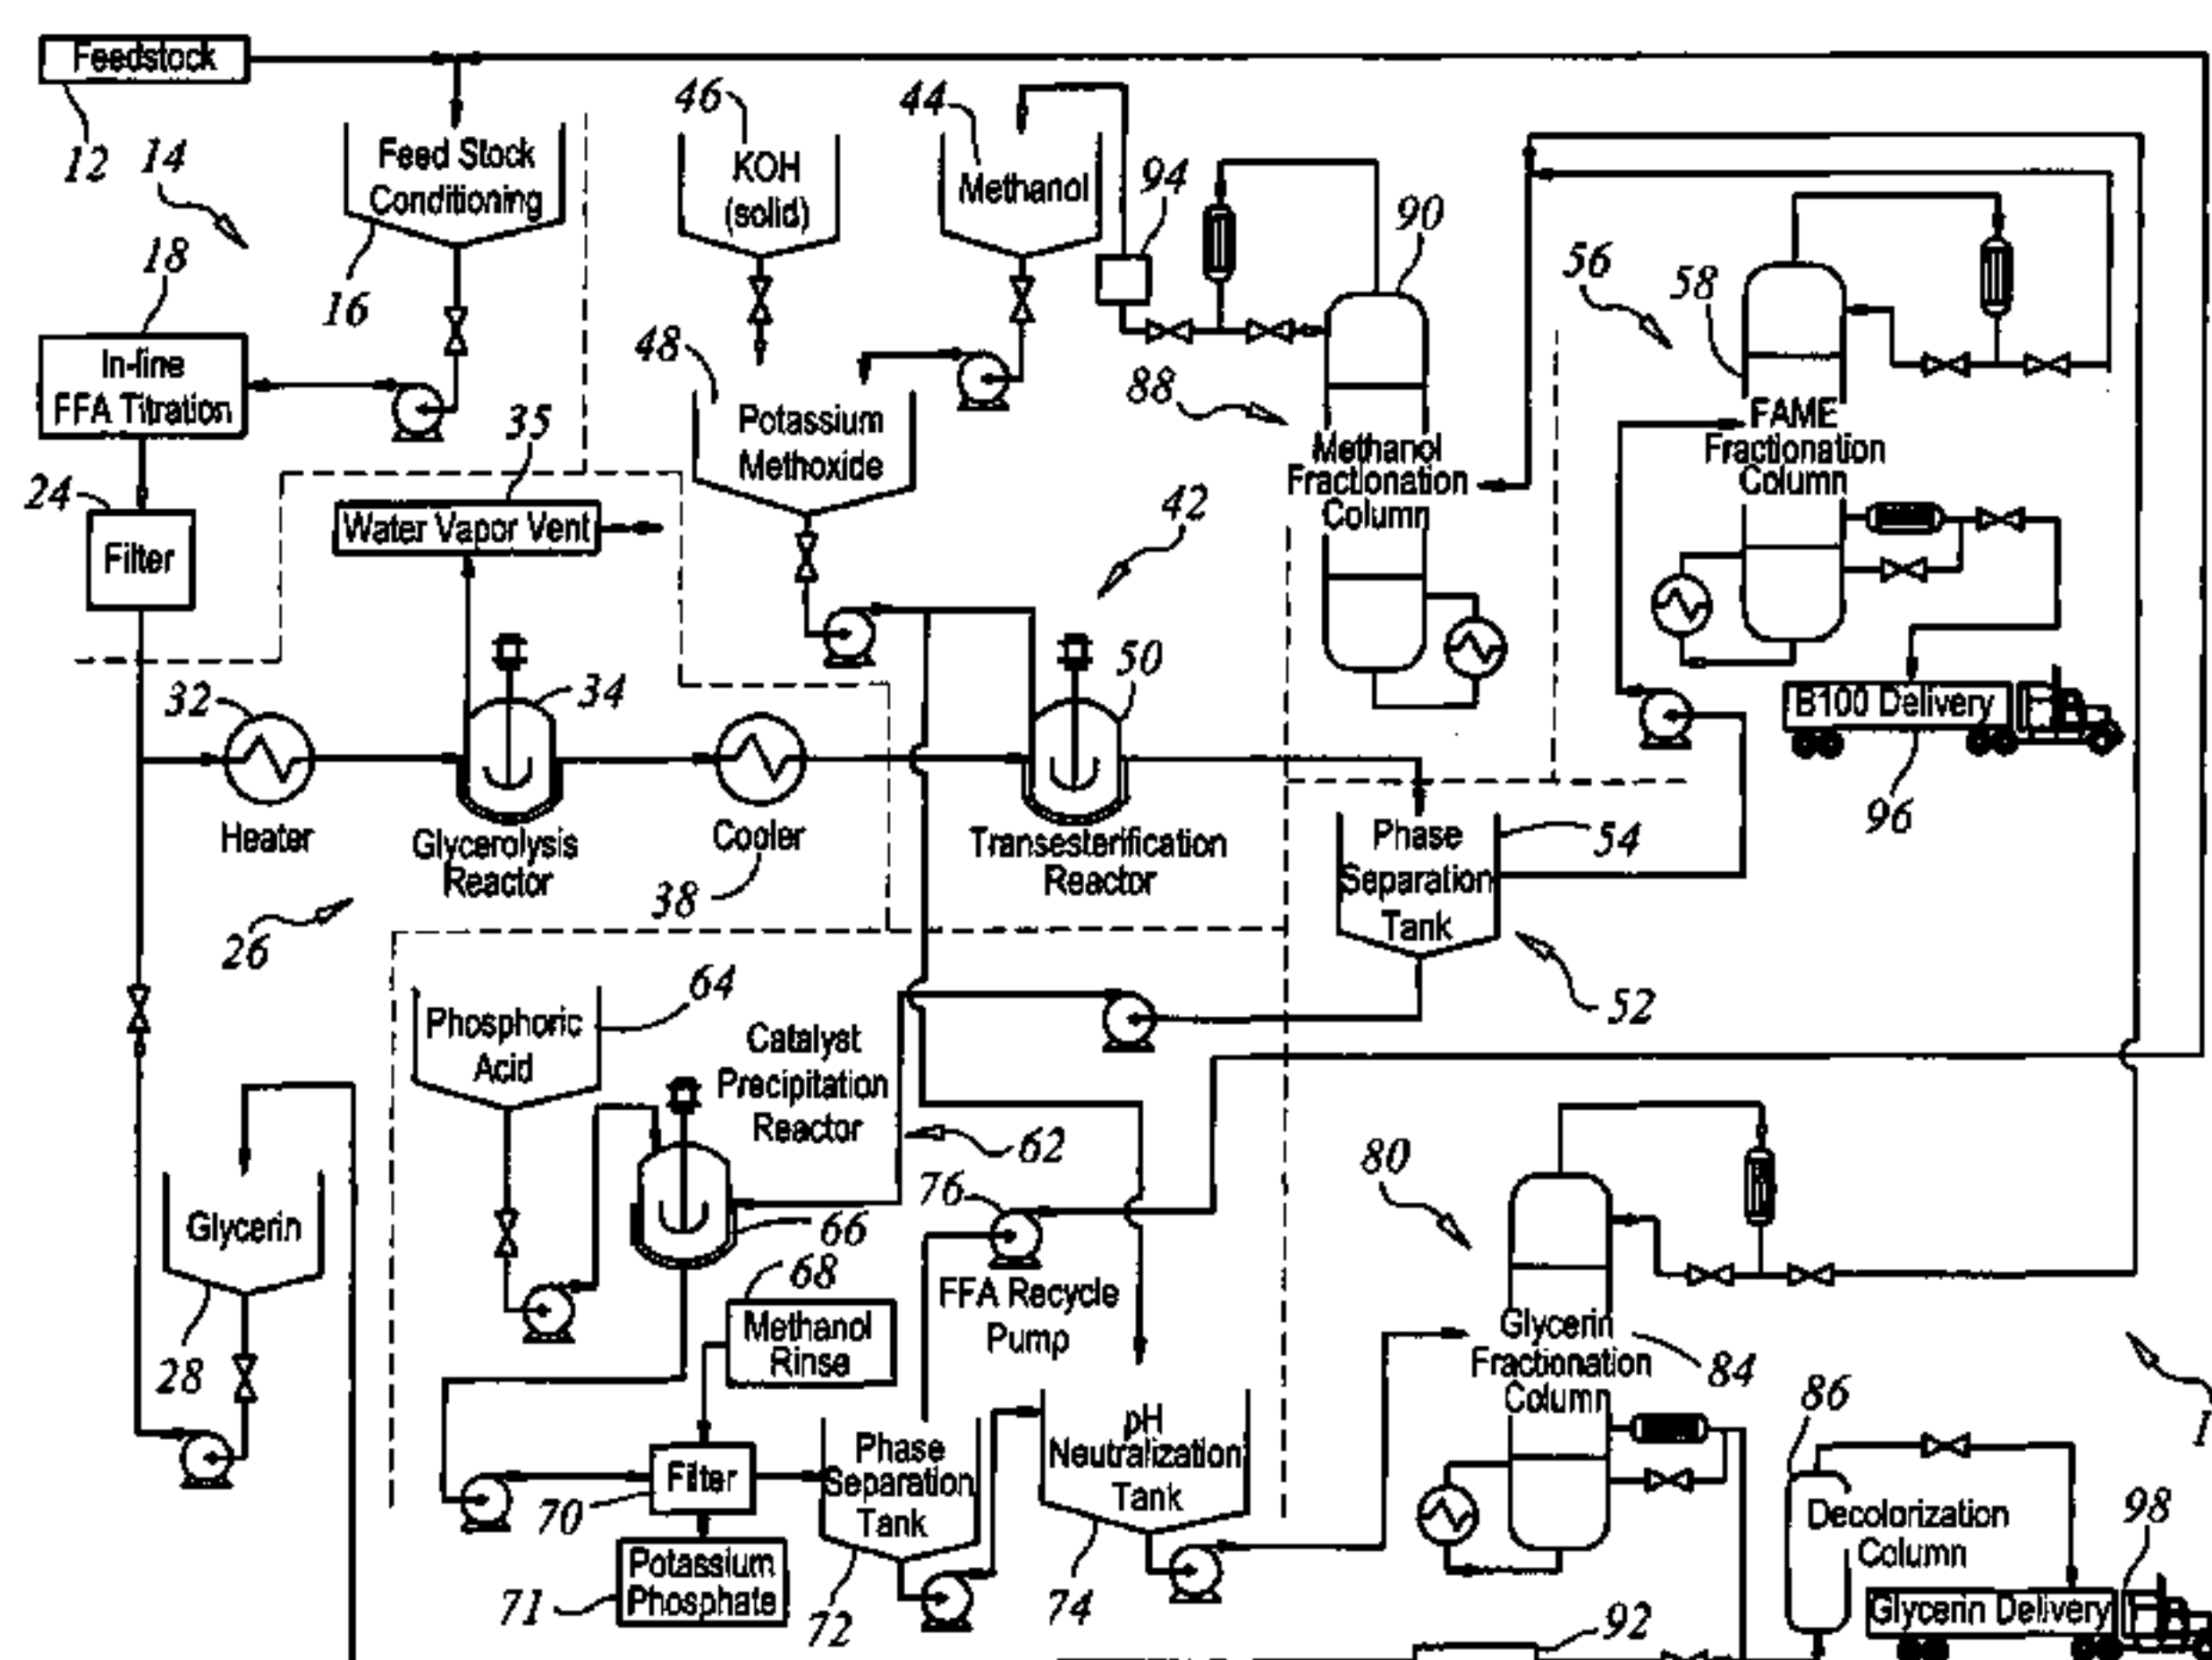 Feedstock
12
14
Feed Stock
Conditioning
16
18
In-line
FFA Titration
24
Filter
46
KOH
(solid)
44
Methanol
94
90
48
Potassium
Methoxide
35
Water Vapor Vent
42
88
Methanol
Fractionation
Column
56
58
FAME
Fractionation
Column
B100 Delivery
96
32
Heater
34
Glycerolysis
Reactor
Cooler
38
50
Transesterification
Reactor
26
Phase
Separation
Tank
54
52
64
Phosphoric
Acid
Catalyst
Precipitation
Reactor
62
66
Glycerin
28
68
Methanol
Rinse
76
FFA Recycle
Pump
70
Filter
71
Potassium
Phosphate
Phase
Separation
Tank
72
pH
Neutralization
Tank
74
80
Glycerin
Fractionation
Column
84
86
Decolorization
Column
98
Glycerin Delivery
92